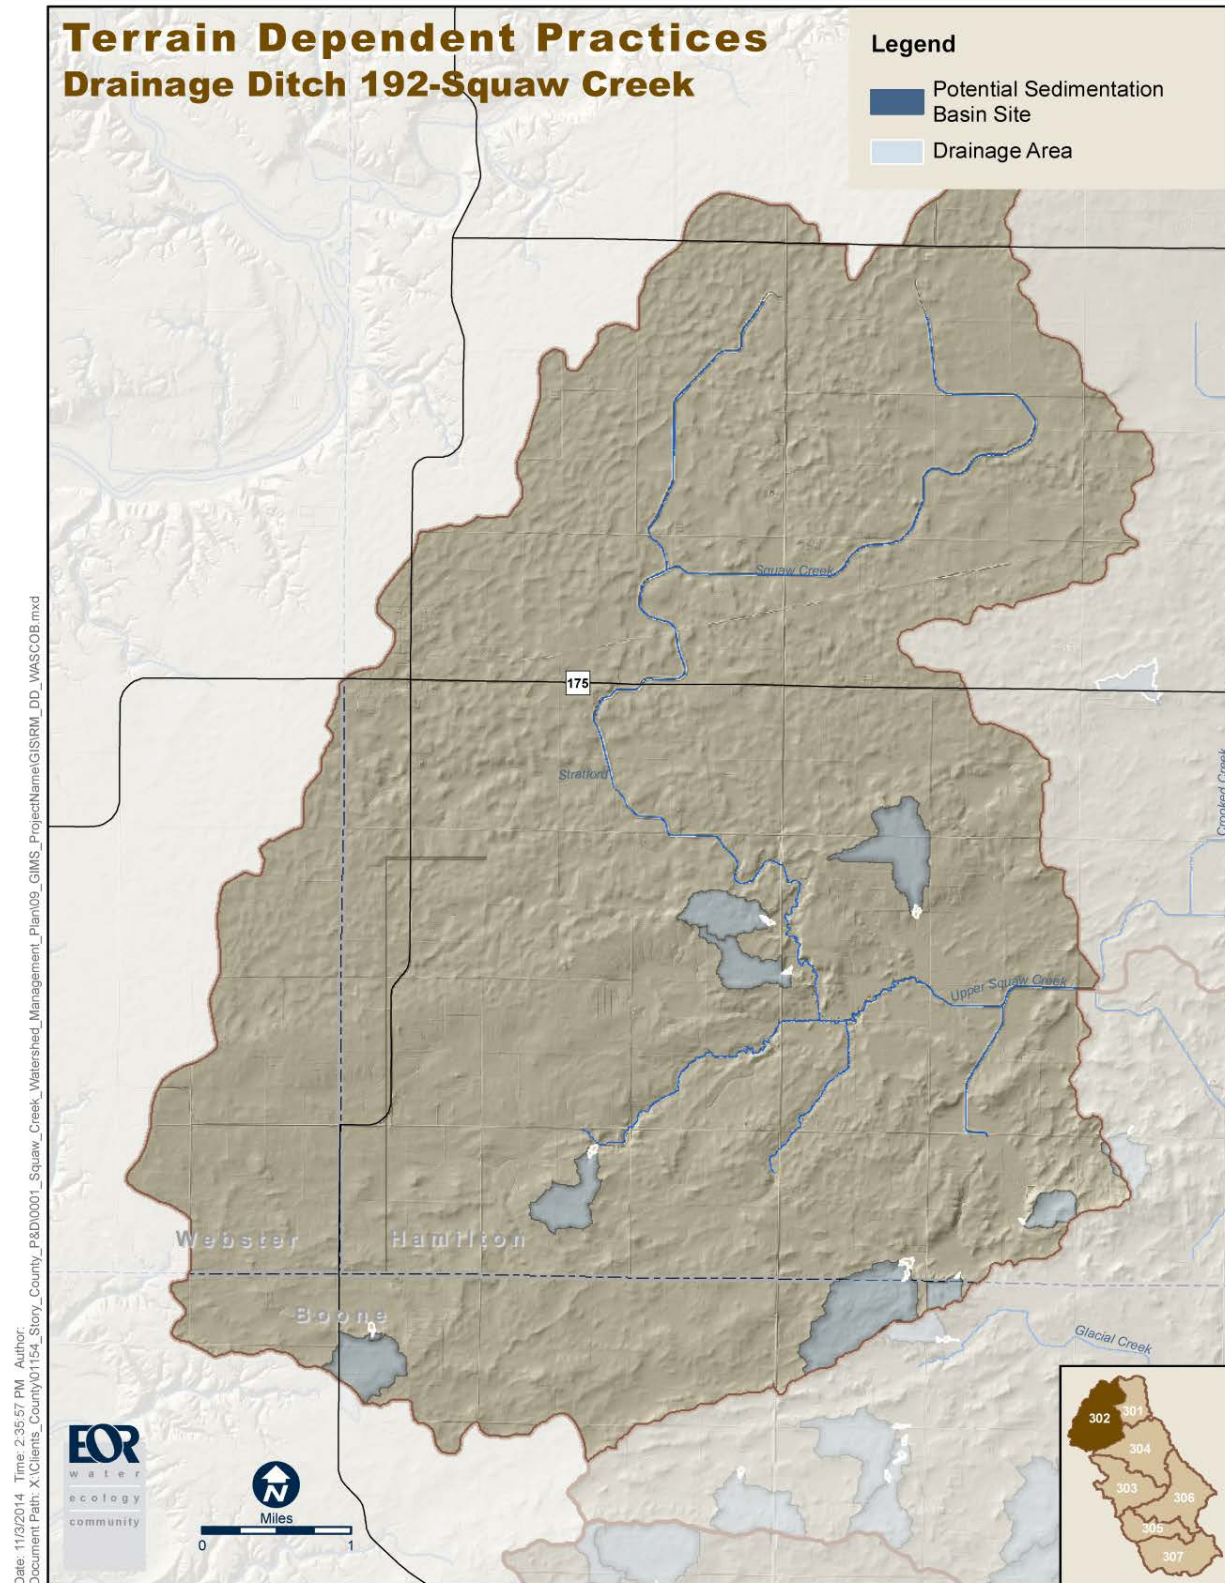 Terrain Dependent Practices
Drainage Ditch 192-Squaw Creek
Legend
Potential Sedimentation
Basin Site
Drainage Area
Squaw Creek
175
Stratford
Crooked Creek
Upper Squaw Creek
Webster
Hamilton
Boone
Glacial Creek
EOR
water
ecology
community
N
Miles
0
1
301
302
304
303
306
305
307
Date: 11/3/2014 Time: 2:35:57 PM Author:
Document Path: X:\Clients_County\01154_Story_County_P&D\0001_Squaw_Creek_Watershed_Management_Plan\09_GIMS_ProjectName\GIS\RM_DD_WASCOB.mxd